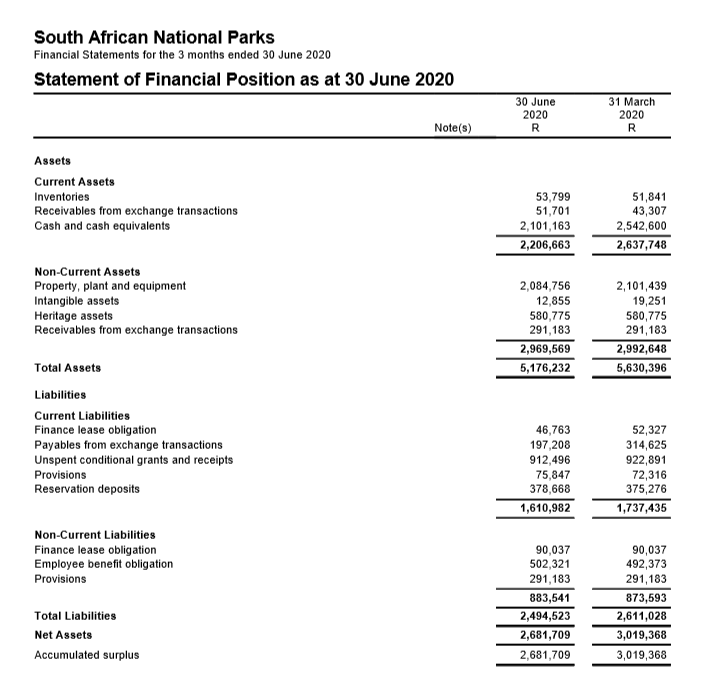 South African National Parks
Financial Statements for the 3 months ended 30 June 2020
Statement of Financial Position as at 30 June 2020
30 June 31 March
2020 2020
Note(s) R R
Assets
Current Assets
Inventories 53,799 51,841
Receivables from exchange transactions 51,701 43,307
Cash and cash equivalents 2,101,163 2,542,600
2,206,663 2,637,748
Non-Current Assets
Property, plant and equipment 2,084,756 2,101,439
Intangible assets 12,855 19,251
Heritage assets 580,775 580,775
Receivables from exchange transactions 291,183 291,183
2,969,569 2,992,648
Total Assets 5,176,232 5,630,396
Liabilities
Current Liabilities
Finance lease obligation 46,763 52,327
Payables from exchange transactions 197,208 314,625
Unspent conditional grants and receipts 912,496 922,891
Provisions 75,847 72,316
Reservation deposits 378,668 375,276
1,610,982 1,737,435
Non-Current Liabilities
Finance lease obligation 90,037 90,037
Employee benefit obligation 502,321 492,373
Provisions 291,183 291,183
883,541 873,593
Total Liabilities 2,494,523 2,611,028
Net Assets 2,681,709 3,019,368
Accumulated surplus 2,681,709 3,019,368